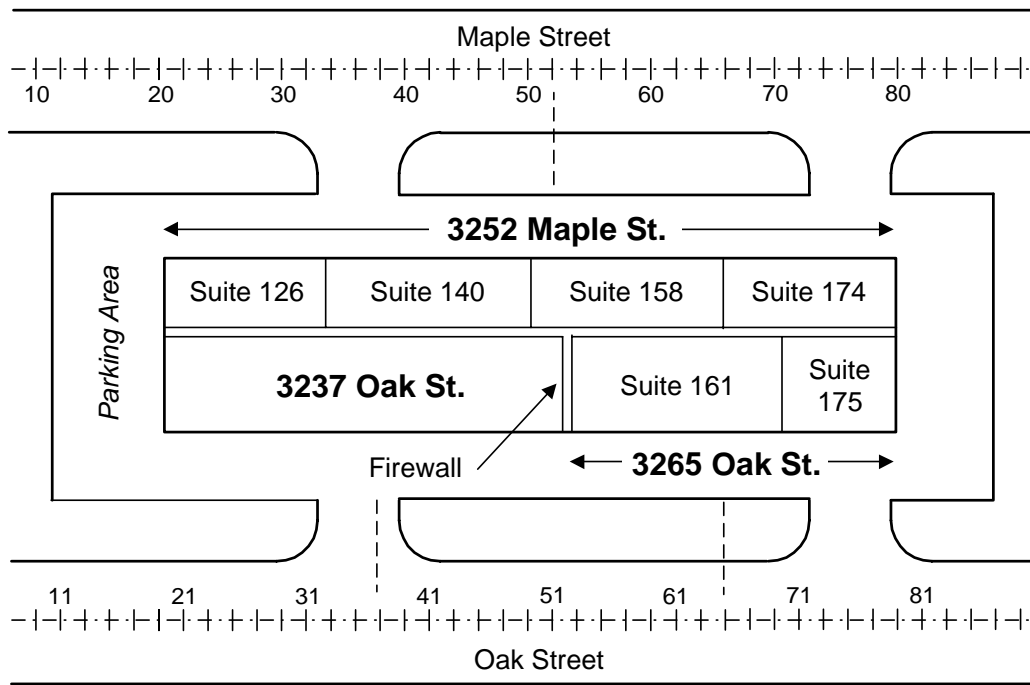 Maple Street
10 20 30 40 50 60 70 80
3252 Maple St.
Parking Area
Suite 126 Suite 140 Suite 158 Suite 174
3237 Oak St.
Suite 161
Suite
175
Firewall
3265 Oak St.
11 21 31 41 51 61 71 81
Oak Street